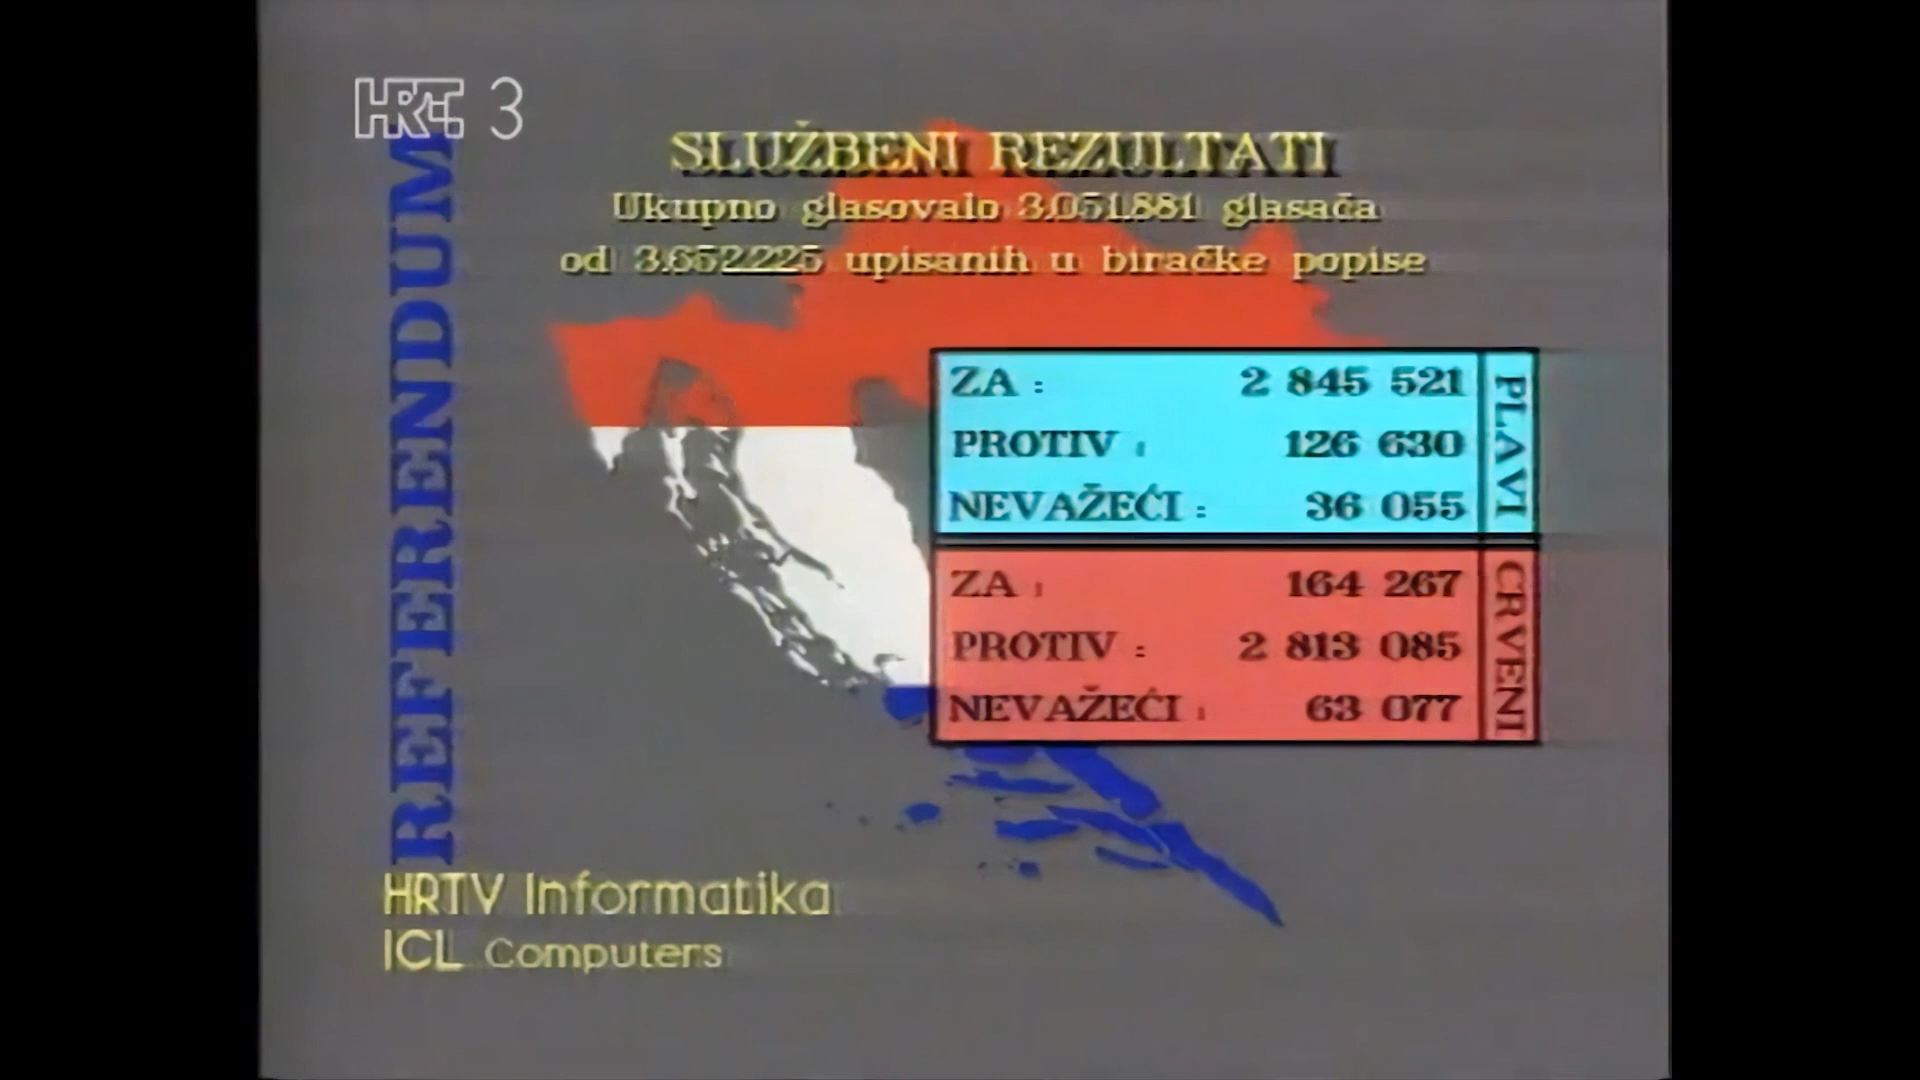 HRT 3
REFERENDUM
SLUŽBENI REZULTATI
Ukupno glasovalo 3.051.881 glasača
od 3.652.225 upisanih u biračke popise
ZA : 2 845 521
PROTIV : 126 630
NEVAŽEĆI : 36 055
PLAVI
ZA : 164 267
PROTIV : 2 813 085
NEVAŽEĆI : 63 077
CRVENI
HRTV Informatika
ICL Computers